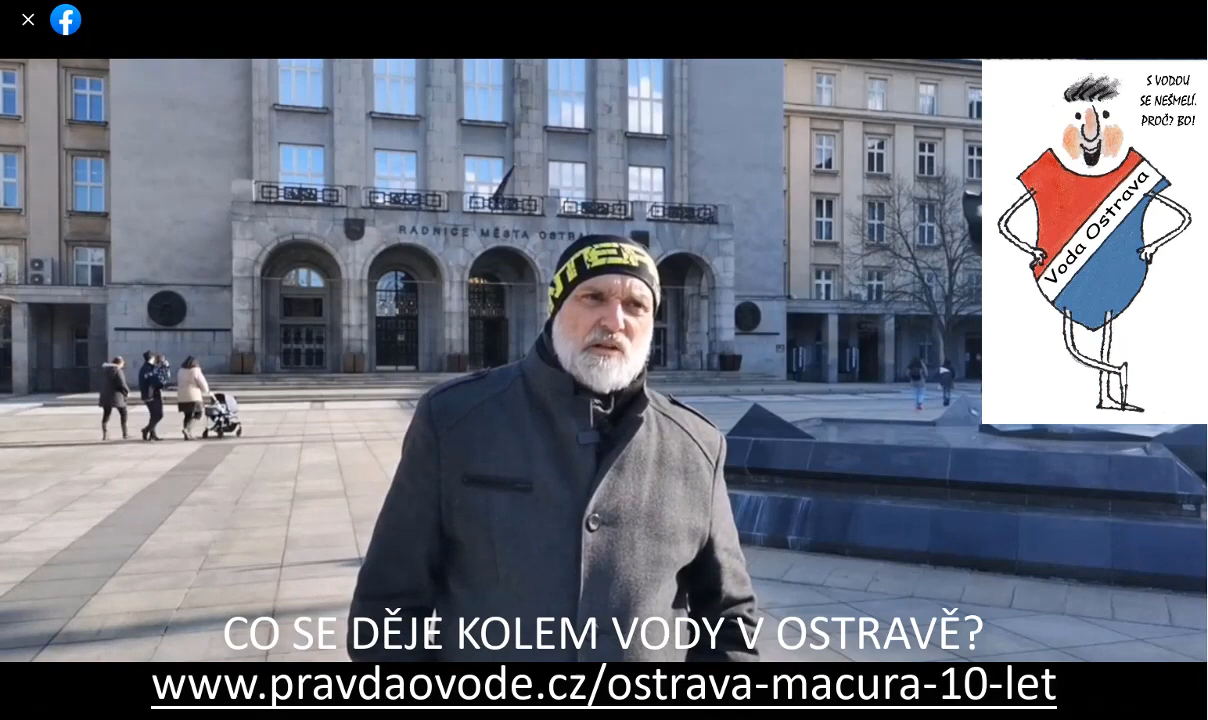 S VODOU
SE NEŠMELÍ.
PROČ? BO!
Voda Ostrava
RADNICE MĚSTA
CO SE DĚJE KOLEM VODY V OSTRAVĚ?
www.pravdaovode.cz/ostrava-macura-10-let